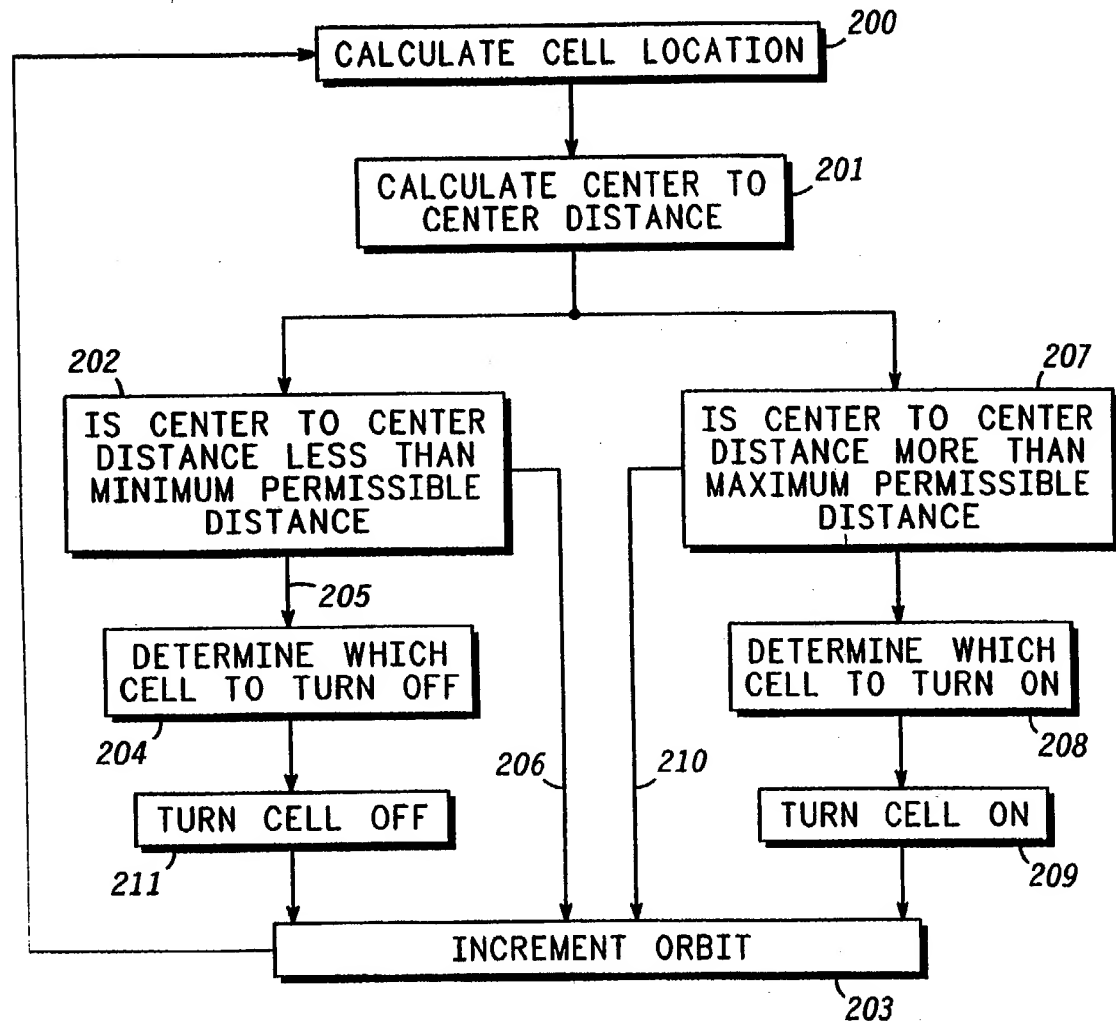 200
CALCULATE CELL LOCATION
201
CALCULATE CENTER TO
CENTER DISTANCE
202
IS CENTER TO CENTER
DISTANCE LESS THAN
MINIMUM PERMISSIBLE
DISTANCE
207
IS CENTER TO CENTER
DISTANCE MORE THAN
MAXIMUM PERMISSIBLE
DISTANCE
205
DETERMINE WHICH
CELL TO TURN OFF
204
DETERMINE WHICH
CELL TO TURN ON
208
206
210
TURN CELL OFF
211
TURN CELL ON
209
INCREMENT ORBIT
203